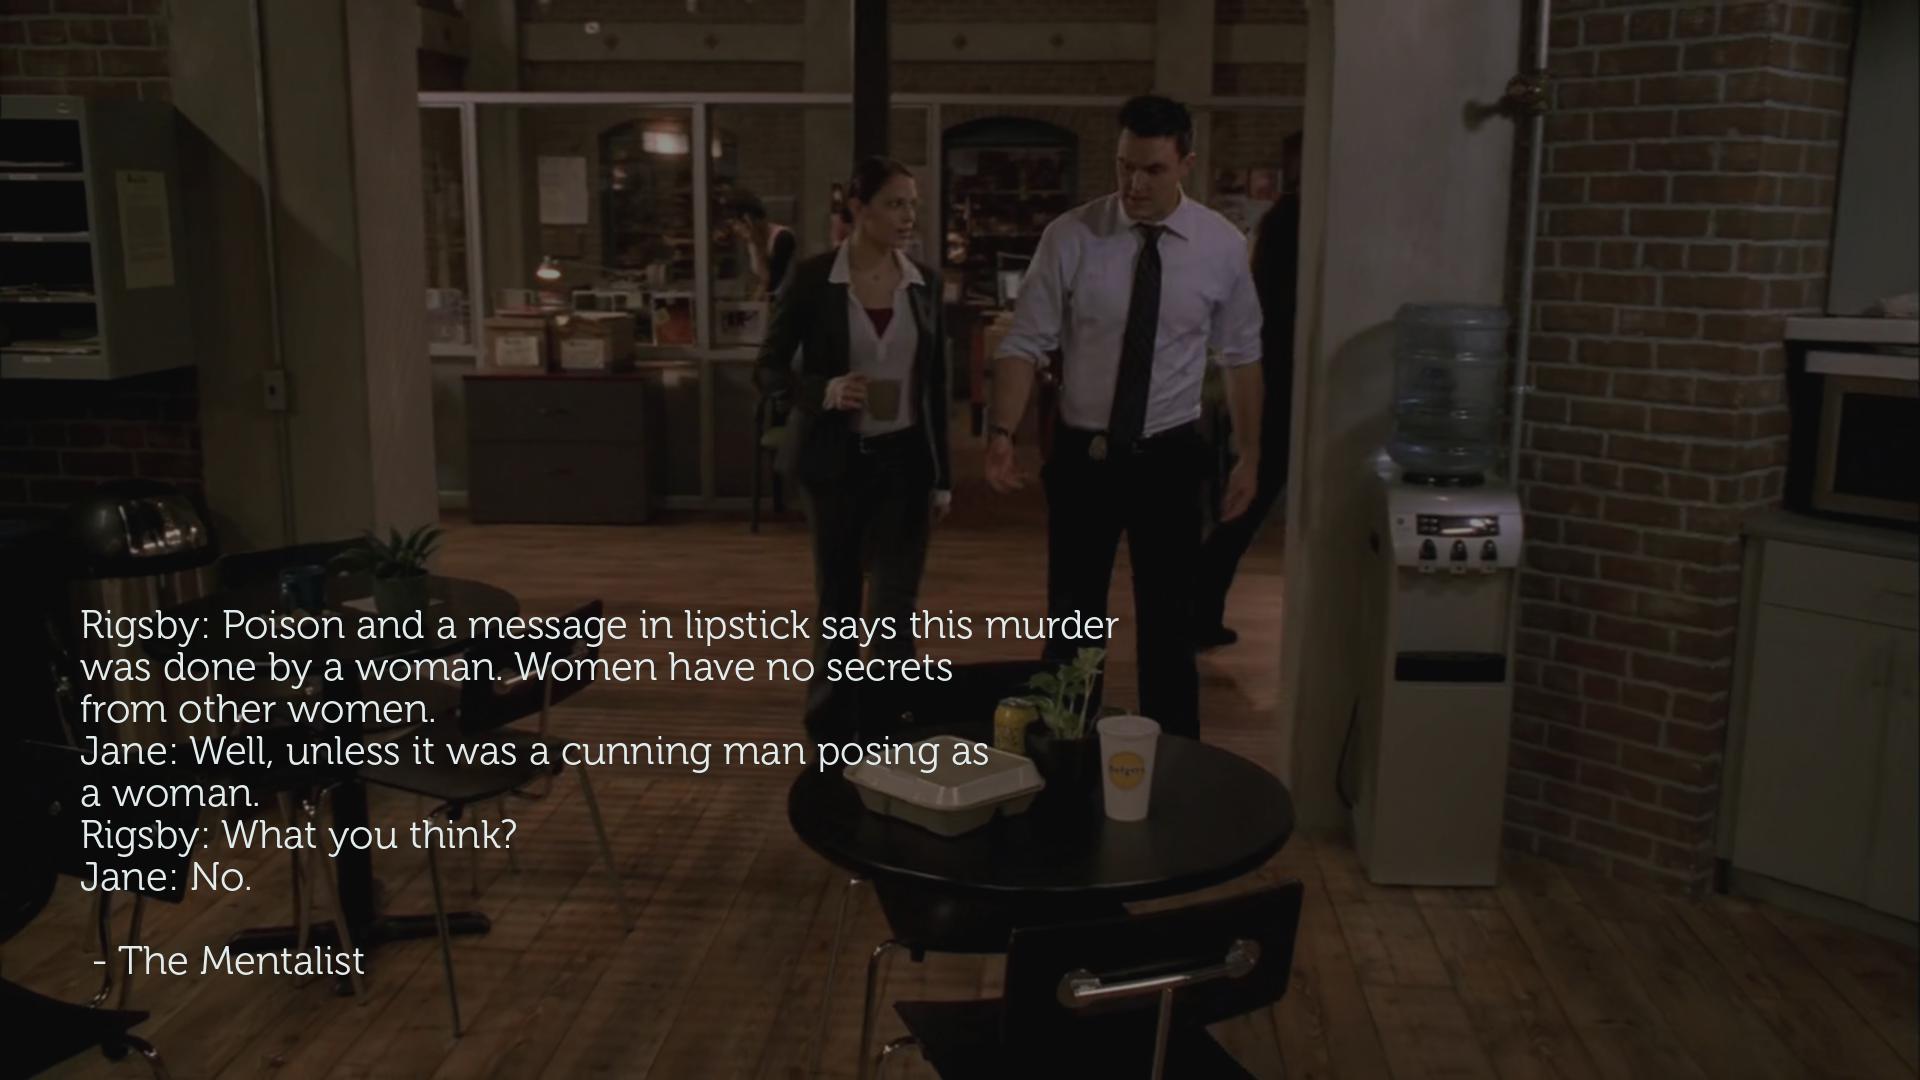 Rigsby: Poison and a message in lipstick says this murder
was done by a woman. Women have no secrets
from other women.
Jane: Well, unless it was a cunning man posing as
a woman.
Rigsby: What you think?
Jane: No.
- The Mentalist